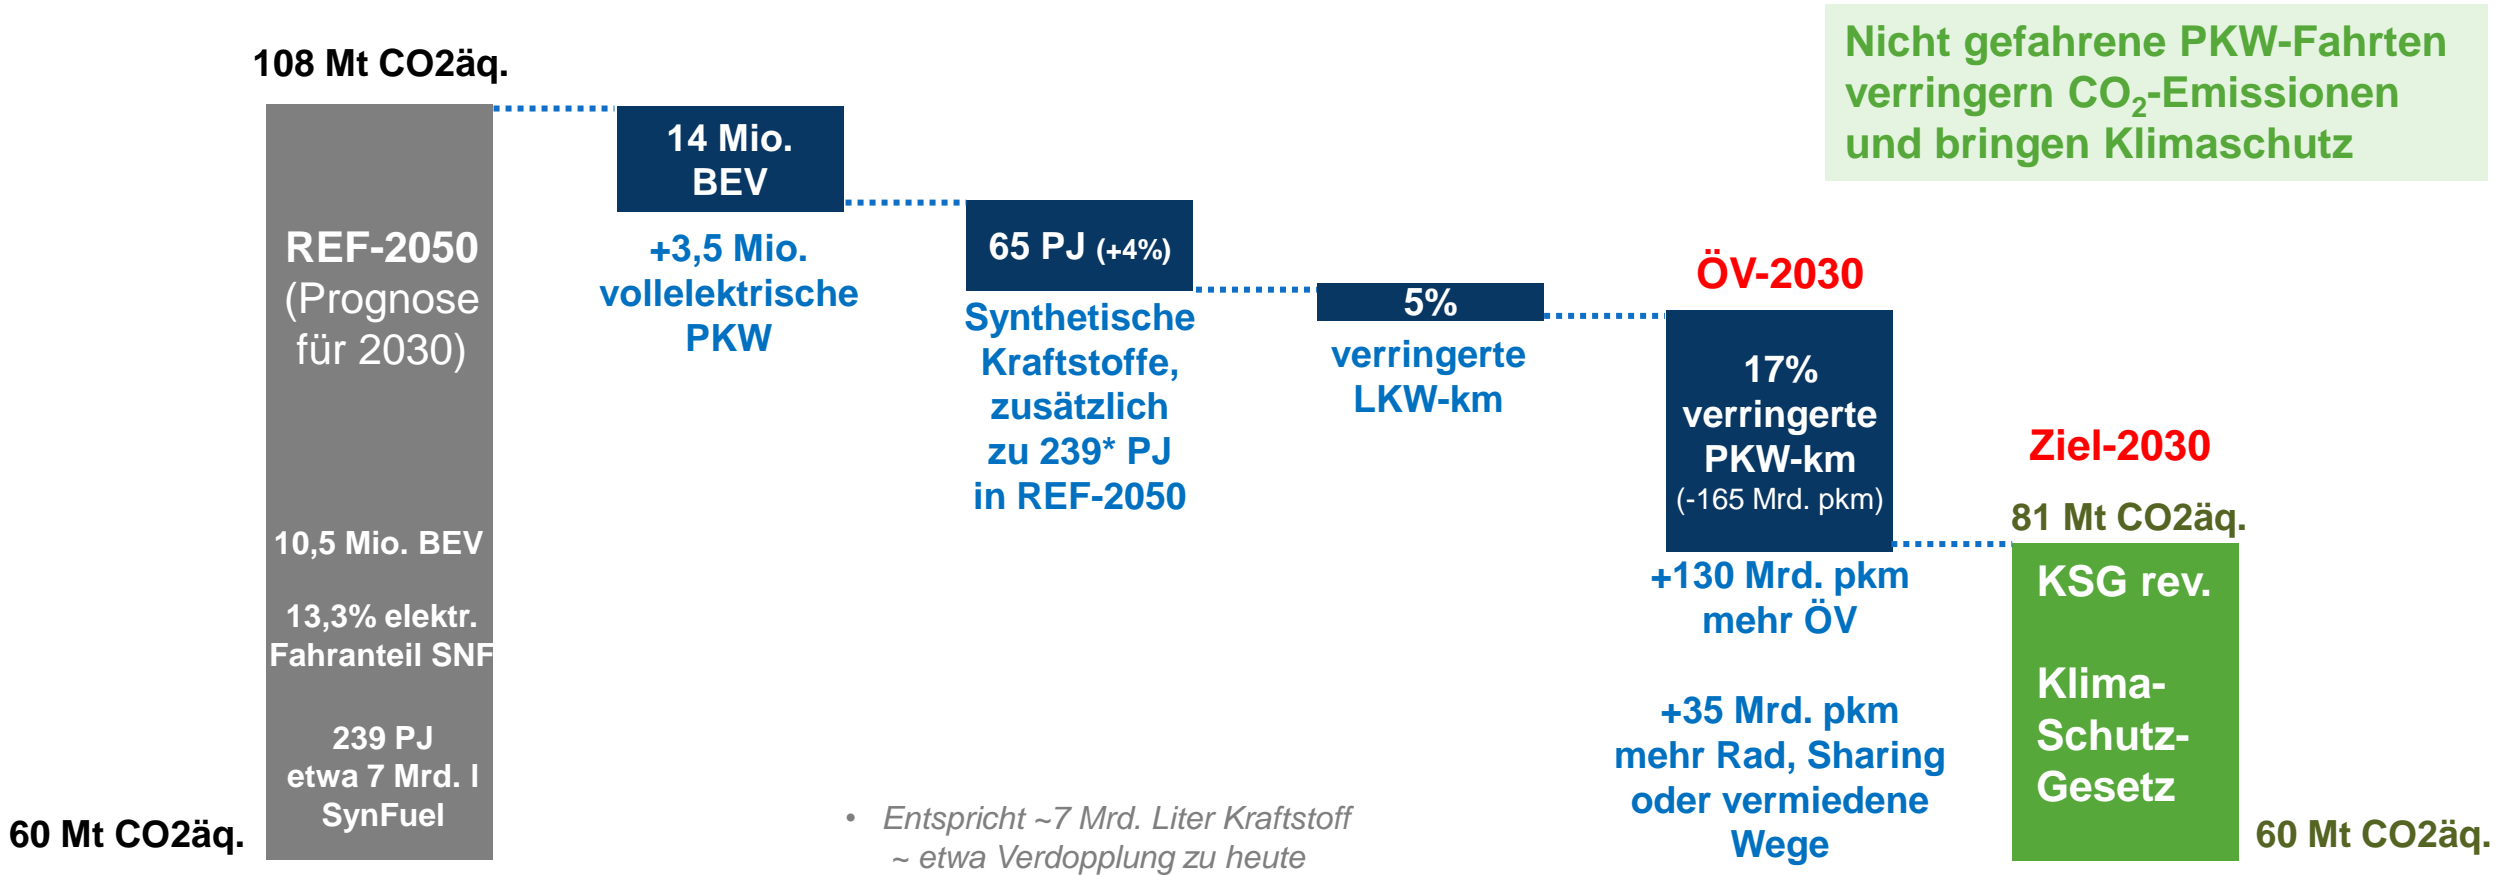 108 Mt CO2äq.
REF-2050
(Prognose
für 2030)
10,5 Mio. BEV
13,3% elektr.
Fahranteil SNF
239 PJ
etwa 7 Mrd. l
SynFuel
60 Mt CO2äq.
14 Mio.
BEV
+3,5 Mio.
vollelektrische
PKW
65 PJ (+4%)
Synthetische
Kraftstoffe,
zusätzlich
zu 239* PJ
in REF-2050
5%
verringerte
LKW-km
ÖV-2030
17%
verringerte
PKW-km
(-165 Mrd. pkm)
+130 Mrd. pkm
mehr ÖV
+35 Mrd. pkm
mehr Rad, Sharing
oder vermiedene
Wege
Nicht gefahrene PKW-Fahrten
verringern CO₂-Emissionen
und bringen Klimaschutz
Ziel-2030
81 Mt CO2äq.
KSG rev.
Klima-
Schutz-
Gesetz
60 Mt CO2äq.
• Entspricht ~7 Mrd. Liter Kraftstoff
~ etwa Verdopplung zu heute